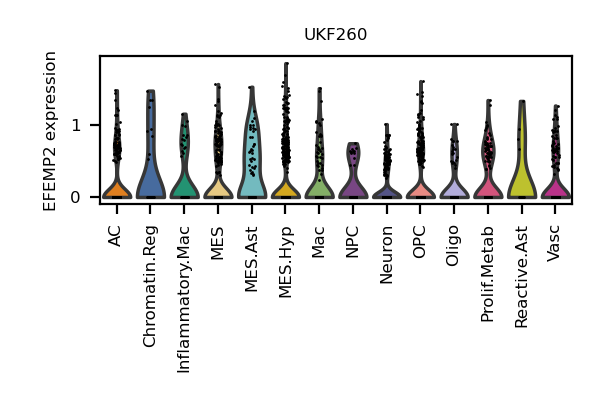 UKF260
EFEMP2 expression
1
0
AC
Chromatin.Reg
Inflammatory.Mac
MES
MES.Ast
MES.Hyp
Mac
NPC
Neuron
OPC
Oligo
Prolif.Metab
Reactive.Ast
Vasc